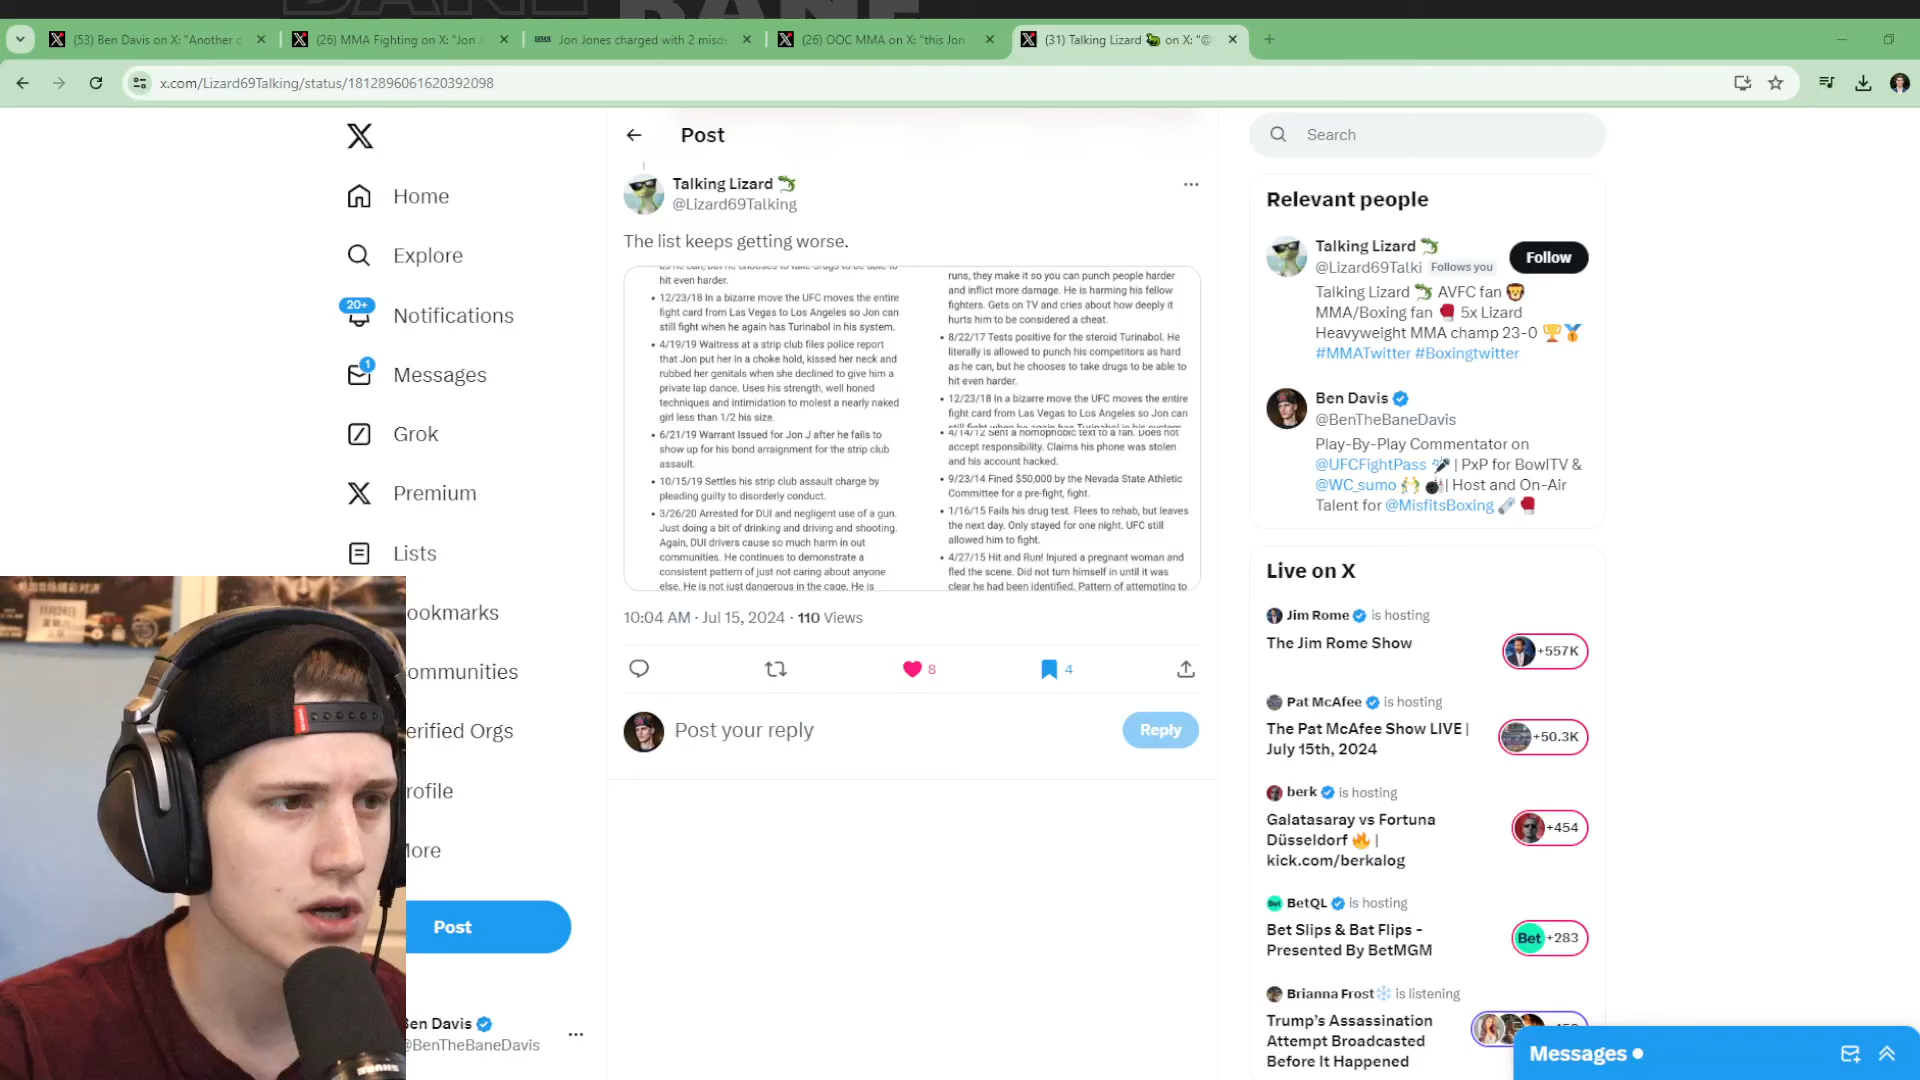 (53) Ben Davis on X: "Another
(26) MMA Fighting on X: "Jon J
Jon Jones charged with 2 misde
(26) OOC MMA on X: "this Jon
(31) Talking Lizard on X: "@
x.com/Lizard69Talking/status/1812896061620392098
Home
Explore
20+
Notifications
1
Messages
Grok
Premium
Lists
ookmarks
ommunities
erified Orgs
rofile
More
Post
Ben Davis
@BenTheBaneDavis
Post
Talking Lizard
@Lizard69Talking
The list keeps getting worse.
hit even harder.
12/23/18 In a bizarre move the UFC moves the entire
fight card from Las Vegas to Los Angeles so Jon can
still fight when he again has Turinabol in his system.
4/19/19 Waitress at a strip club files police report
that Jon put her in a choke hold, kissed her neck and
rubbed her genitals when she declined to give him a
private lap dance. Uses his strength, well honed
techniques and intimidation to molest a nearly naked
girl less than 1/2 his size.
6/21/19 Warrant Issued for Jon J after he fails to
show up for his bond arraignment for the strip club
assault.
10/15/19 Settles his strip club assault charge by
pleading guilty to disorderly conduct.
3/26/20 Arrested for DUI and negligent use of a gun.
Just doing a bit of drinking and driving and shooting.
Again, DUI drivers cause so much harm in out
communities. He continues to demonstrate a
consistent pattern of just not caring about anyone
else. He is not just dangerous in the cage. He is
runs, they make it so you can punch people harder
and inflict more damage. He is harming his fellow
fighters. Gets on TV and cries about how deeply it
hurts him to be considered a cheat.
8/22/17 Tests positive for the steroid Turinabol. He
literally is allowed to punch his competitors as hard
as he can, but he chooses to take drugs to be able to
hit even harder.
12/23/18 In a bizarre move the UFC moves the entire
fight card from Las Vegas to Los Angeles so Jon can
still fight when he again has Turinabol in his system.
4/14/12 Sent a homophobic text to a fan. Does not
accept responsibility. Claims his phone was stolen
and his account hacked.
9/23/14 Fined $50,000 by the Nevada State Athletic
Committee for a pre-fight, fight.
1/16/15 Fails his drug test. Flees to rehab, but leaves
the next day. Only stayed for one night. UFC still
allowed him to fight.
4/27/15 Hit and Run! Injured a pregnant woman and
fled the scene. Did not turn himself in until it was
clear he had been identified. Pattern of attempting to
10:04 AM · Jul 15, 2024 · 110 Views
8
4
Post your reply
Reply
Search
Relevant people
Talking Lizard
@Lizard69Talki Follows you
Follow
Talking Lizard AVFC fan
MMA/Boxing fan 5x Lizard
Heavyweight MMA champ 23-0
#MMATwitter #Boxingtwitter
Ben Davis
@BenTheBaneDavis
Play-By-Play Commentator on
@UFCFightPass | PxP for BowlTV &
@WC_sumo | Host and On-Air
Talent for @MisfitsBoxing
Live on X
Jim Rome is hosting
The Jim Rome Show
+557K
Pat McAfee is hosting
The Pat McAfee Show LIVE |
July 15th, 2024
+50.3K
berk is hosting
Galatasaray vs Fortuna
Düsseldorf |
kick.com/berkalog
+454
BetQL is hosting
Bet Slips & Bat Flips -
Presented By BetMGM
Bet +283
Brianna Frost is listening
Trump's Assassination
Attempt Broadcasted
Before It Happened
Messages